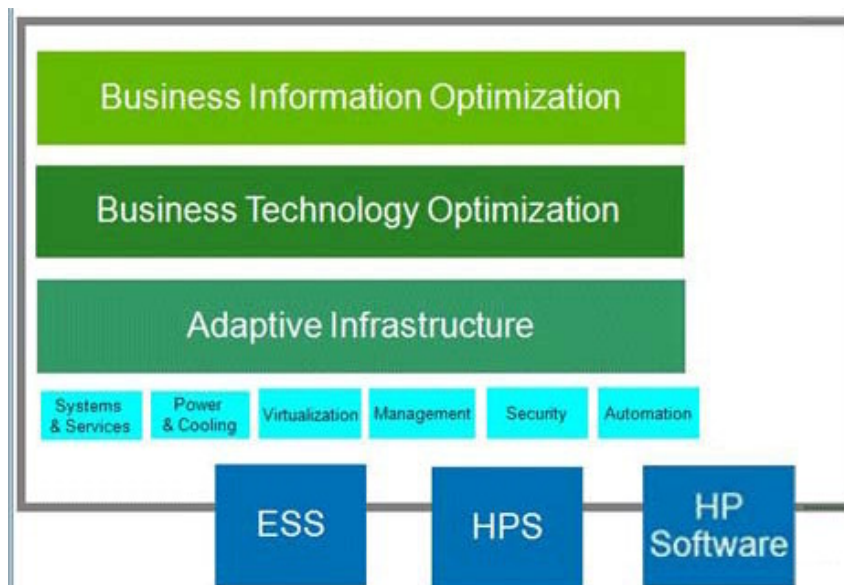 Business Information Optimization
Business Technology Optimization
Adaptive Infrastructure
Systems
& Services
Power
& Cooling
Virtualization
Management
Security
Automation
ESS
HPS
HP
Software